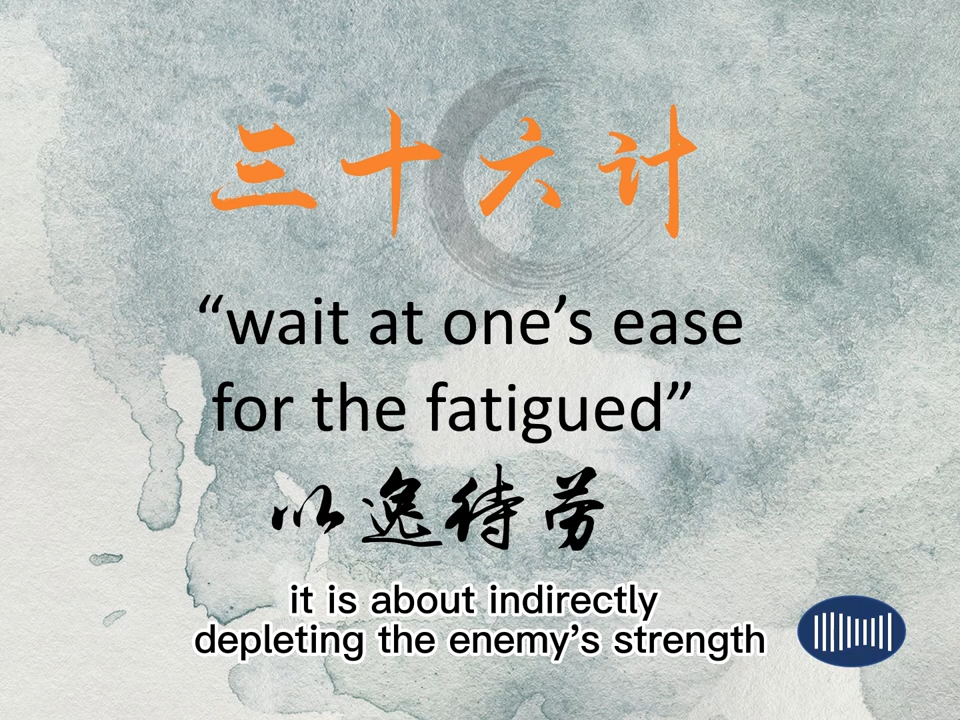 三十六计
“wait at one’s ease
for the fatigued”
以逸待劳
it is about indirectly
depleting the enemy’s strength